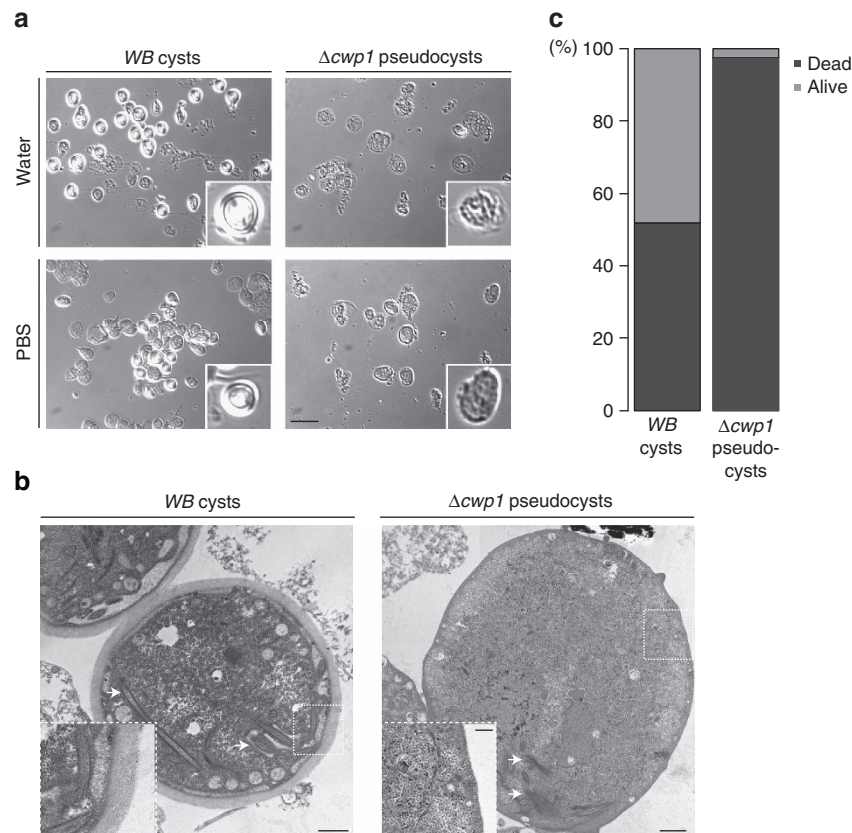 a
WB cysts
Δcwp1 pseudocysts
Water
PBS
c
(%)
100
80
60
40
20
0
Dead
Alive
WB
cysts
Δcwp1
pseudo-
cysts
b
WB cysts
Δcwp1 pseudocysts